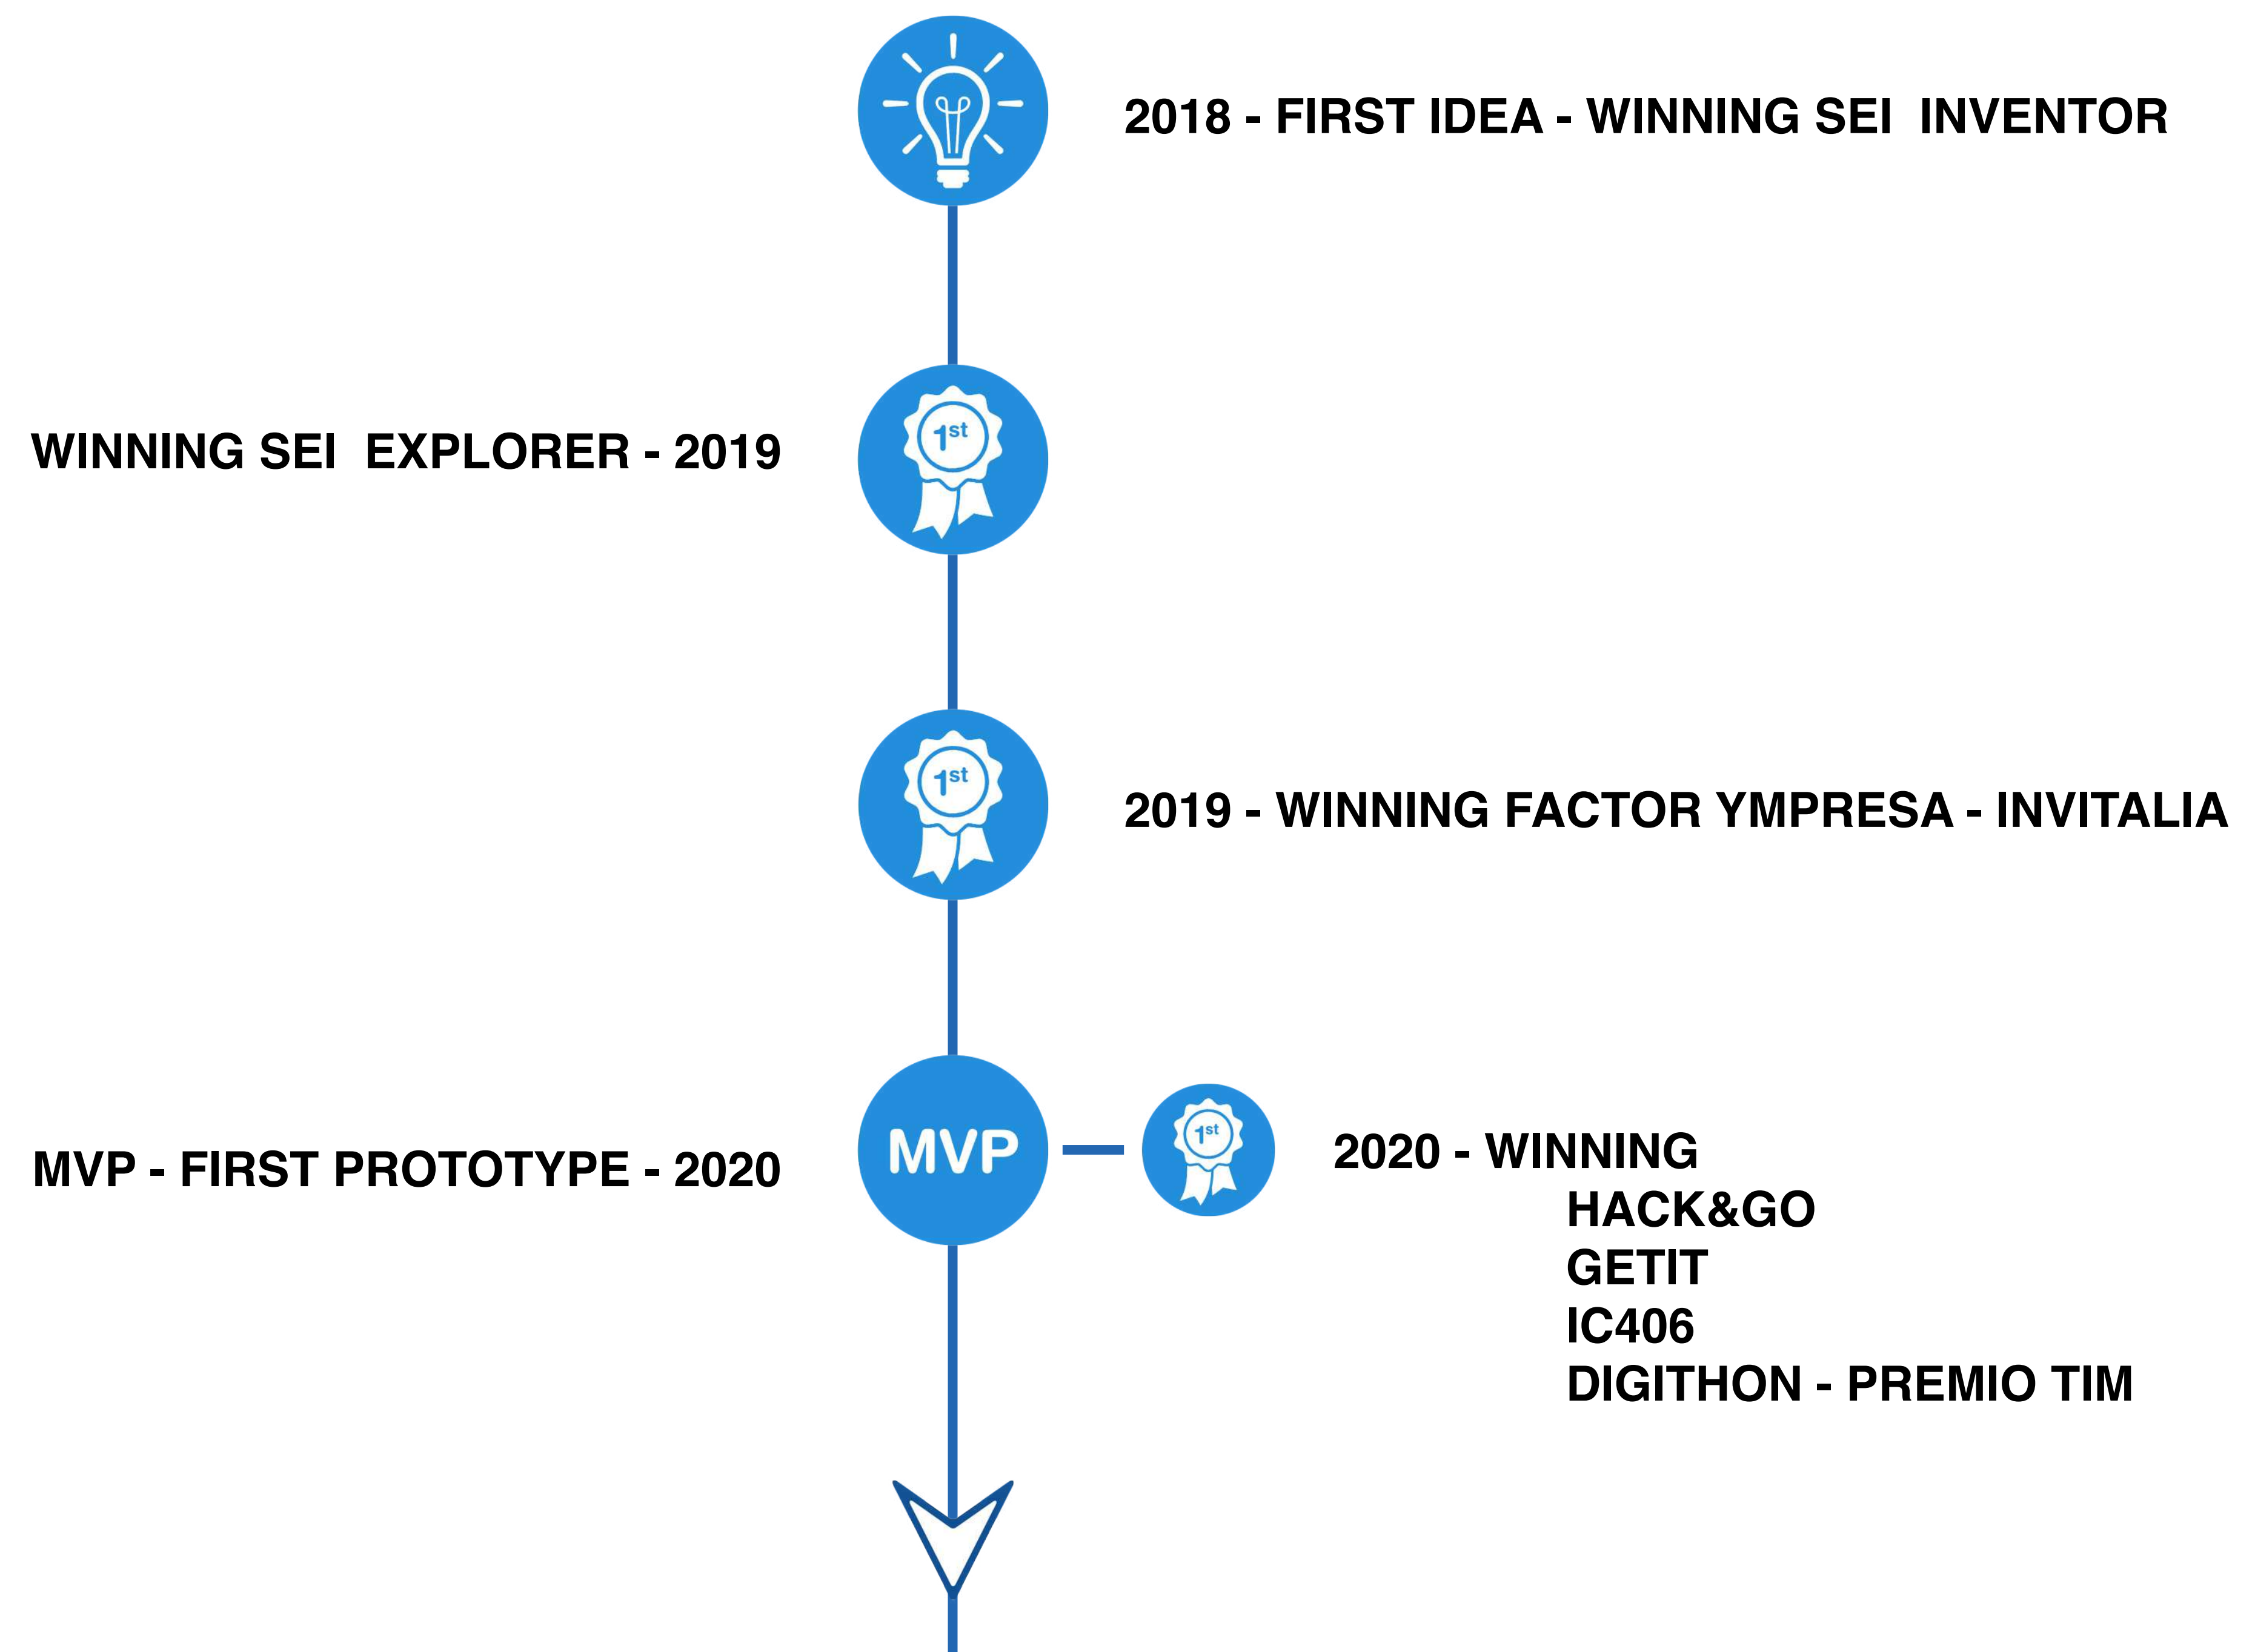 2018 - FIRST IDEA - WINNING SEI  INVENTOR
WINNING SEI  EXPLORER - 2019
1st
1st
2019 - WINNING FACTOR YMPRESA - INVITALIA
MVP - FIRST PROTOTYPE - 2020
MVP
1st
2020 - WINNING
HACK&GO
GETIT
IC406
DIGITHON - PREMIO TIM